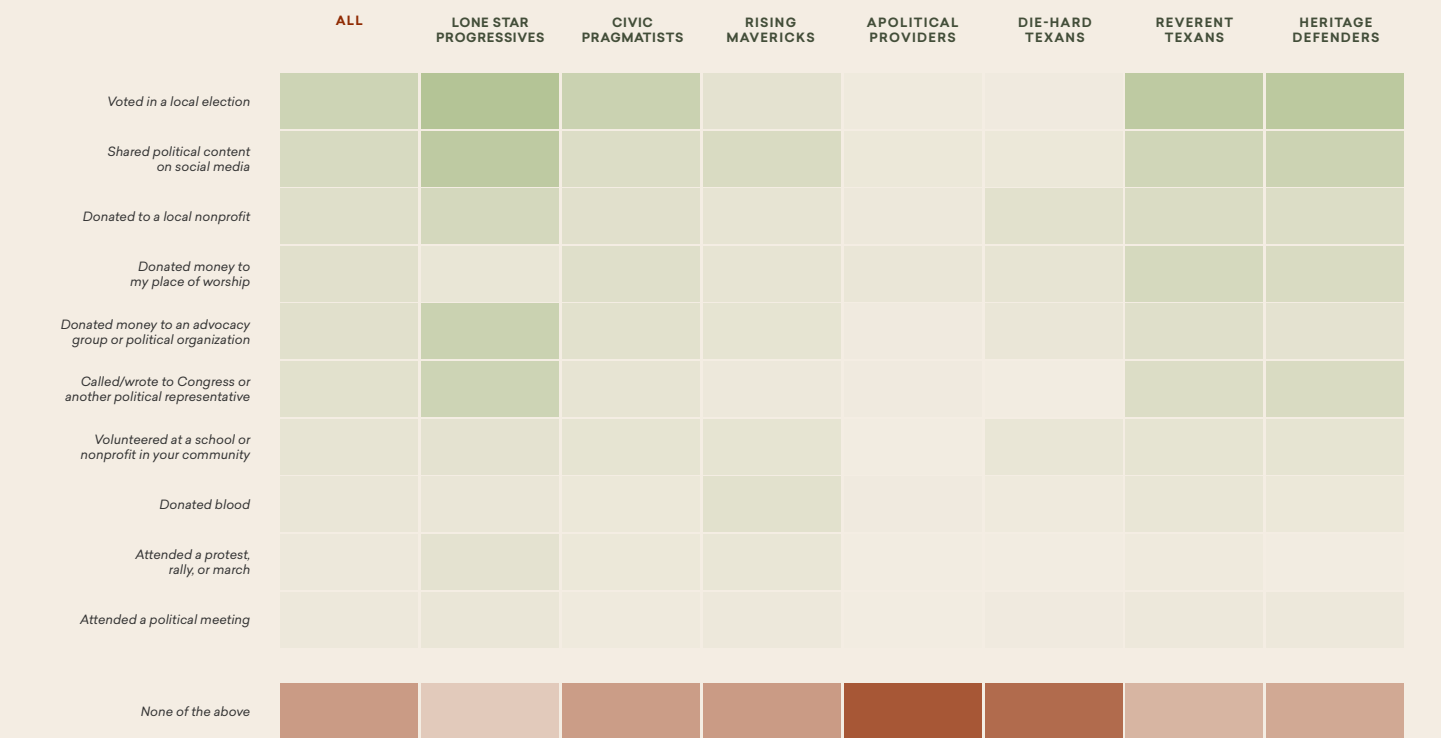 ALL
LONE STAR
PROGRESSIVES
CIVIC
PRAGMATISTS
RISING
MAVERICKS
APOLITICAL
PROVIDERS
DIE-HARD
TEXANS
REVERENT
TEXANS
HERITAGE
DEFENDERS
Voted in a local election
Shared political content
on social media
Donated to a local nonprofit
Donated money to
my place of worship
Donated money to an advocacy
group or political organization
Called/wrote to Congress or
another political representative
Volunteered at a school or
nonprofit in your community
Donated blood
Attended a protest,
rally, or march
Attended a political meeting
None of the above